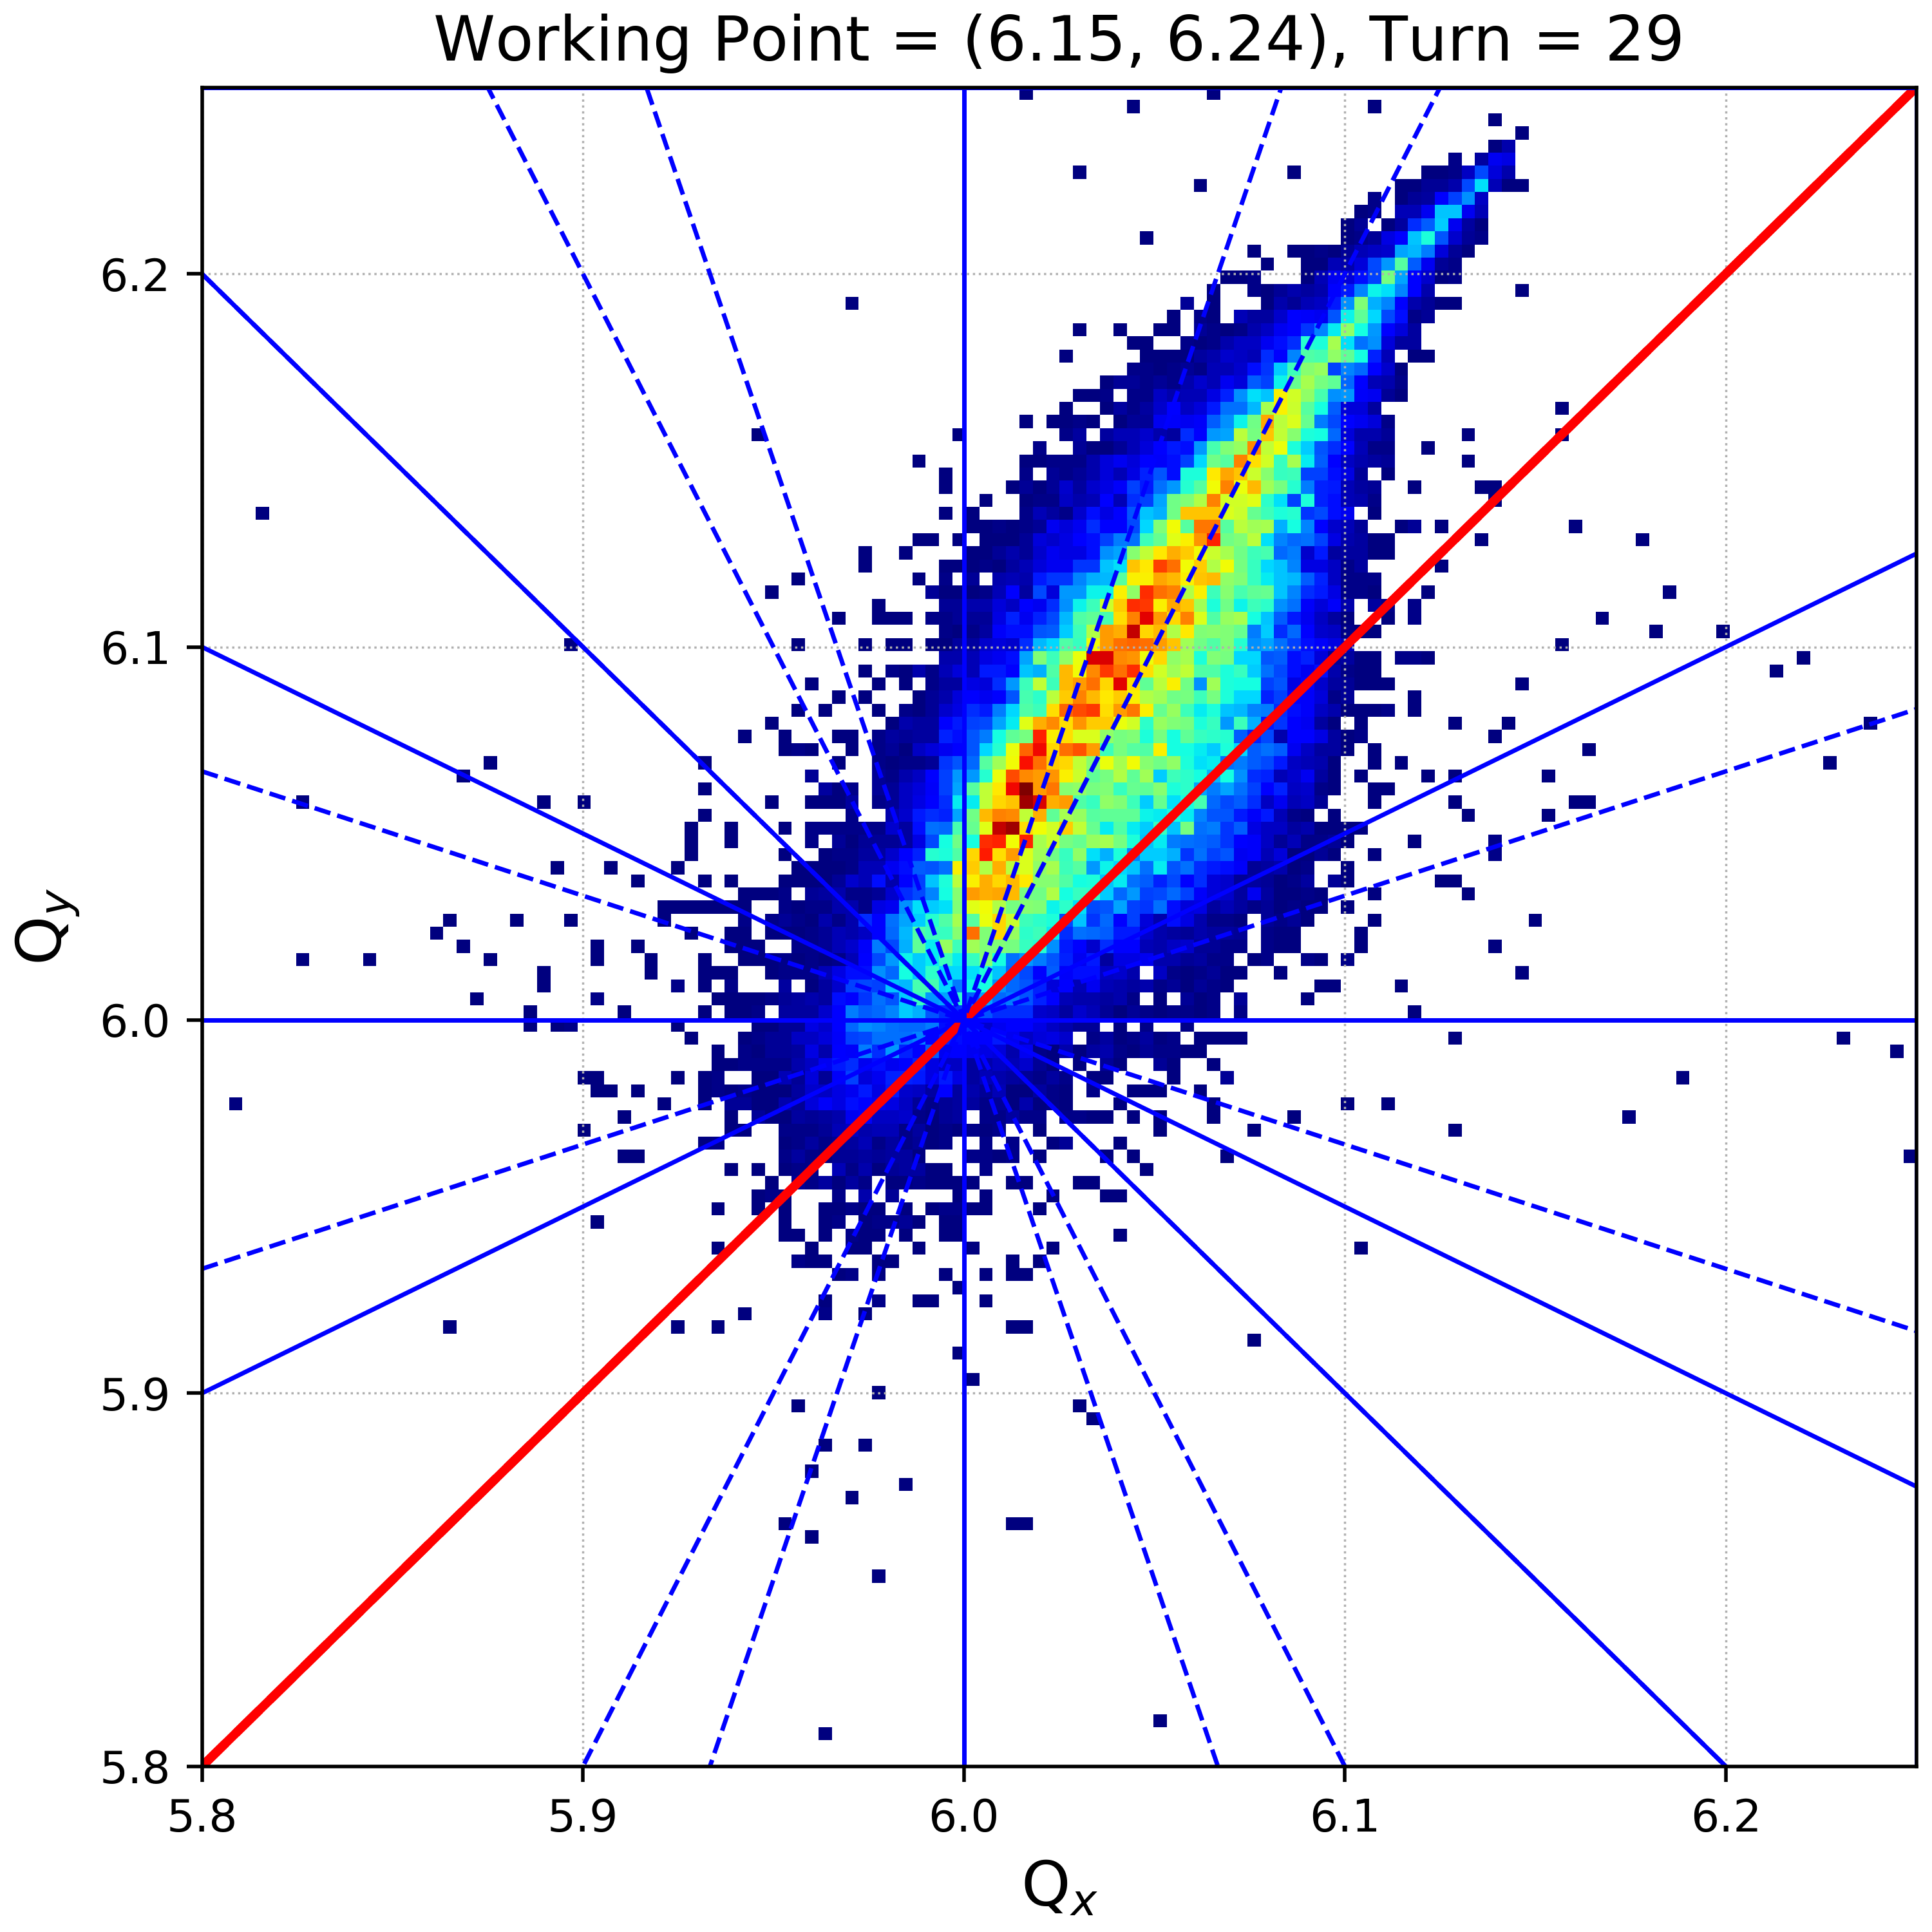 Working Point = (6.15, 6.24), Turn = 29
6.2
6.1
6.0
5.9
5.8
Qy
5.8 5.9 6.0 6.1 6.2
Qx